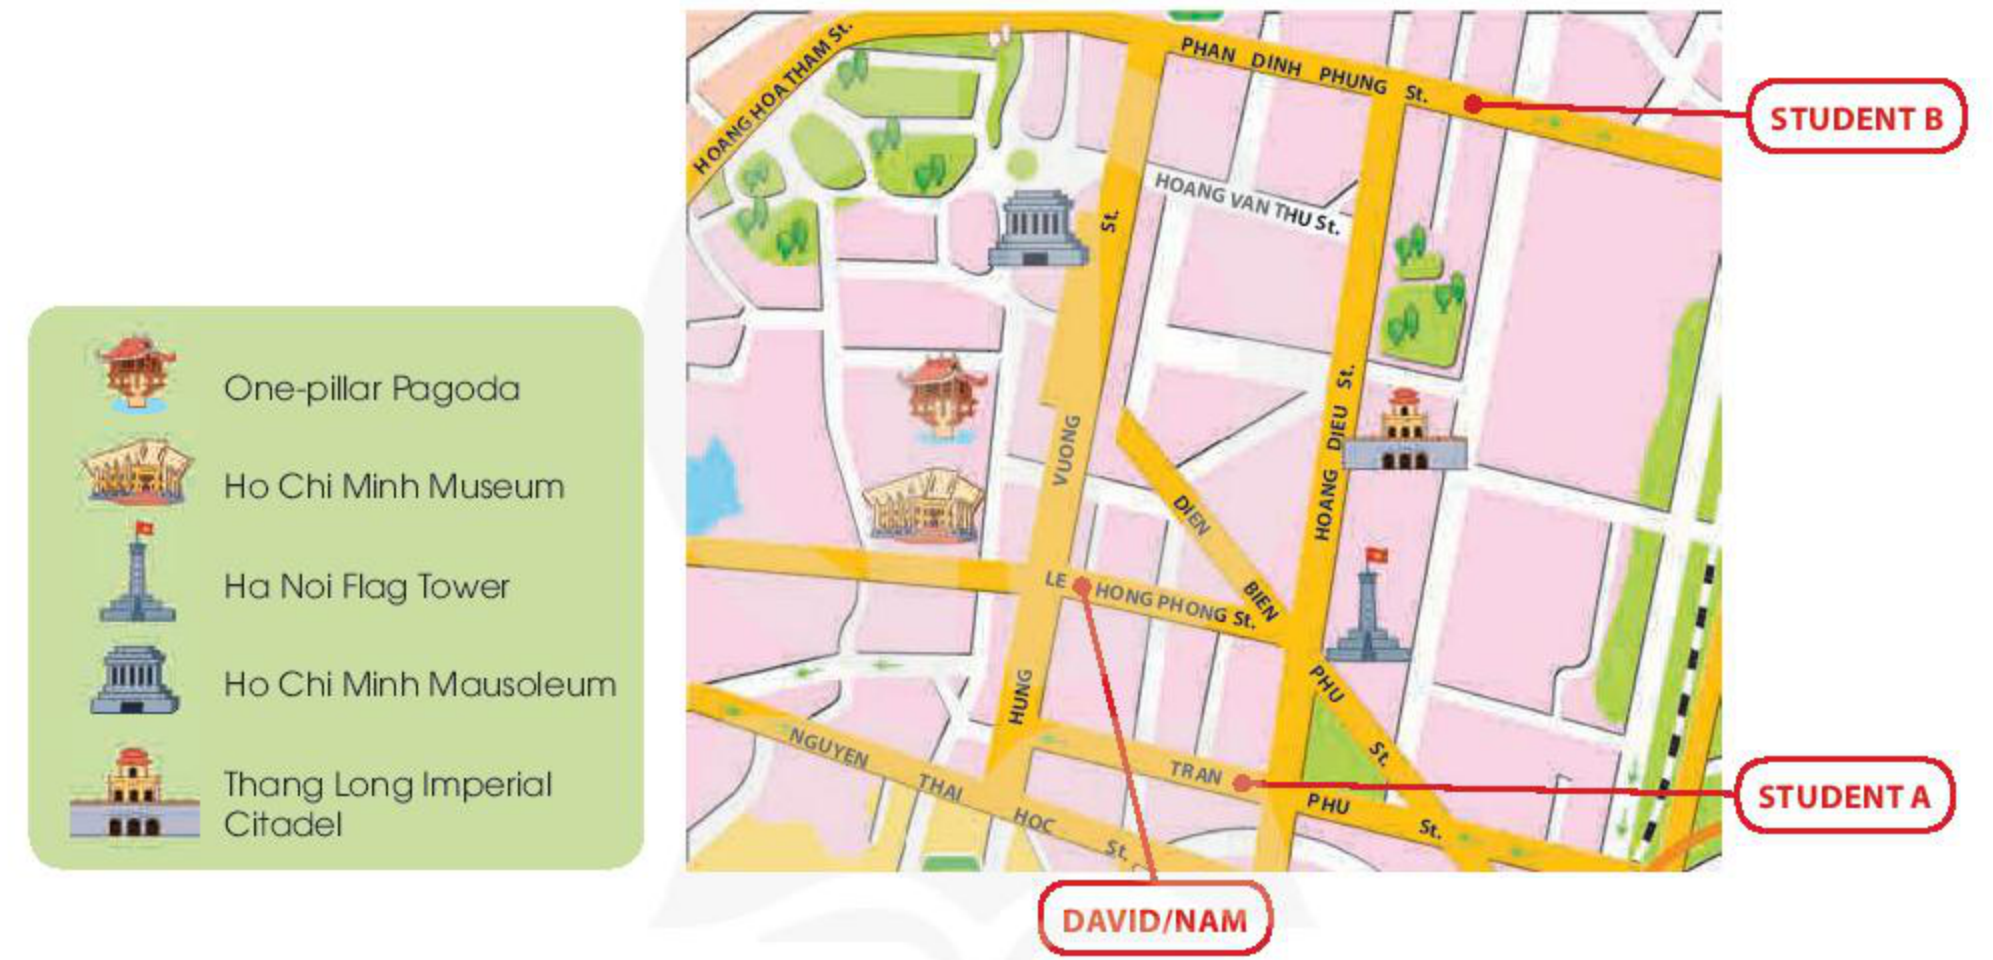 One-pillar Pagoda
Ho Chi Minh Museum
Ha Noi Flag Tower
Ho Chi Minh Mausoleum
Thang Long Imperial
Citadel
HOANG HOA THAM St.
PHAN DINH PHUNG St.
STUDENT B
HOANG VAN THU St.
HUNG VUONG St.
HOANG DIEU St.
DIEN BIEN PHU St.
LE HONG PHONG St.
NGUYEN THAI HOC St.
TRAN PHU St.
STUDENT A
DAVID/NAM